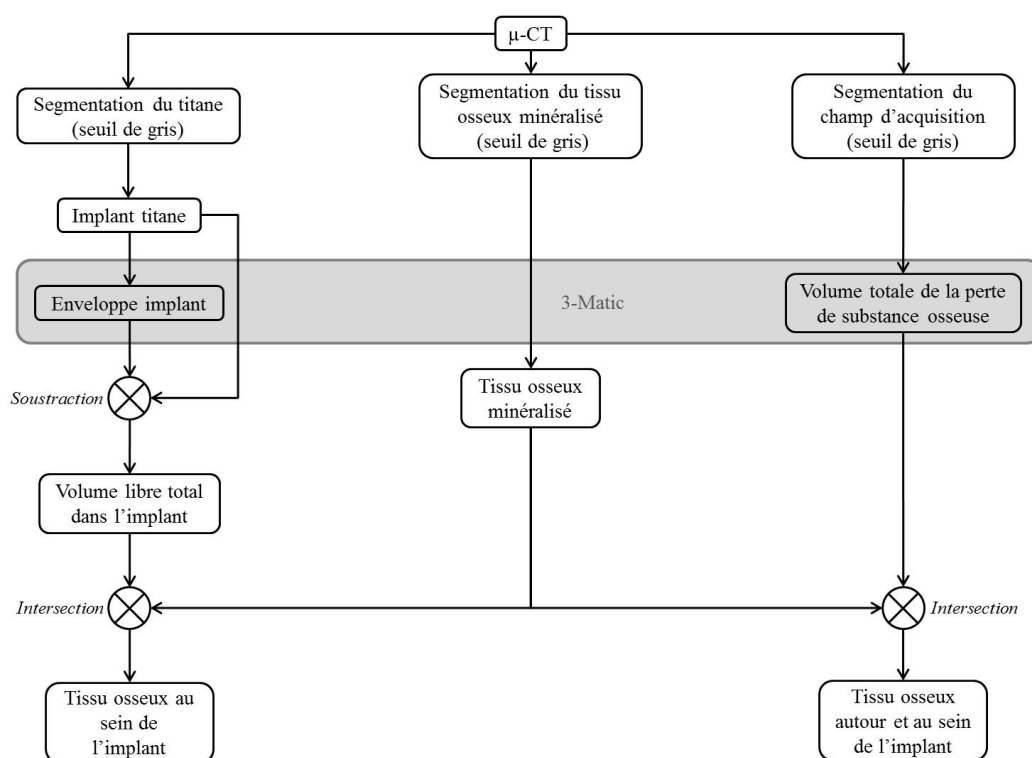 µ-CT
Segmentation du titane
(seuil de gris)
Segmentation du tissu
osseux minéralisé
(seuil de gris)
Segmentation du
champ d'acquisition
(seuil de gris)
Implant titane
Enveloppe implant
3-Matic
Volume totale de la perte
de substance osseuse
Soustraction
Tissu osseux
minéralisé
Volume libre total
dans l'implant
Intersection
Intersection
Tissu osseux au
sein de
l'implant
Tissu osseux
autour et au sein
de l'implant